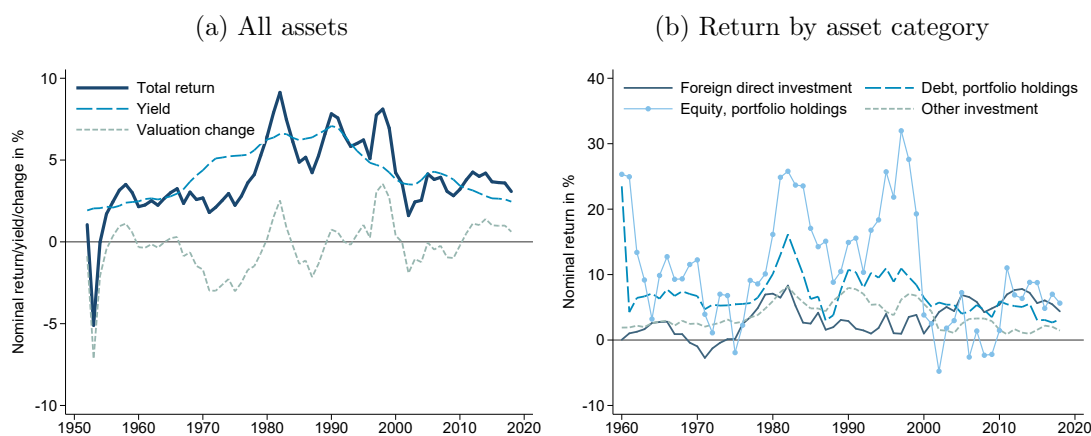 (a) All assets
Nominal return/yield/change in %
10
5
0
-5
-10
Total return
Yield
Valuation change
1950 1960 1970 1980 1990 2000 2010 2020
(b) Return by asset category
Nominal return in %
40
30
20
10
0
-10
Foreign direct investment Debt, portfolio holdings
Equity, portfolio holdings Other investment
1960 1970 1980 1990 2000 2010 2020